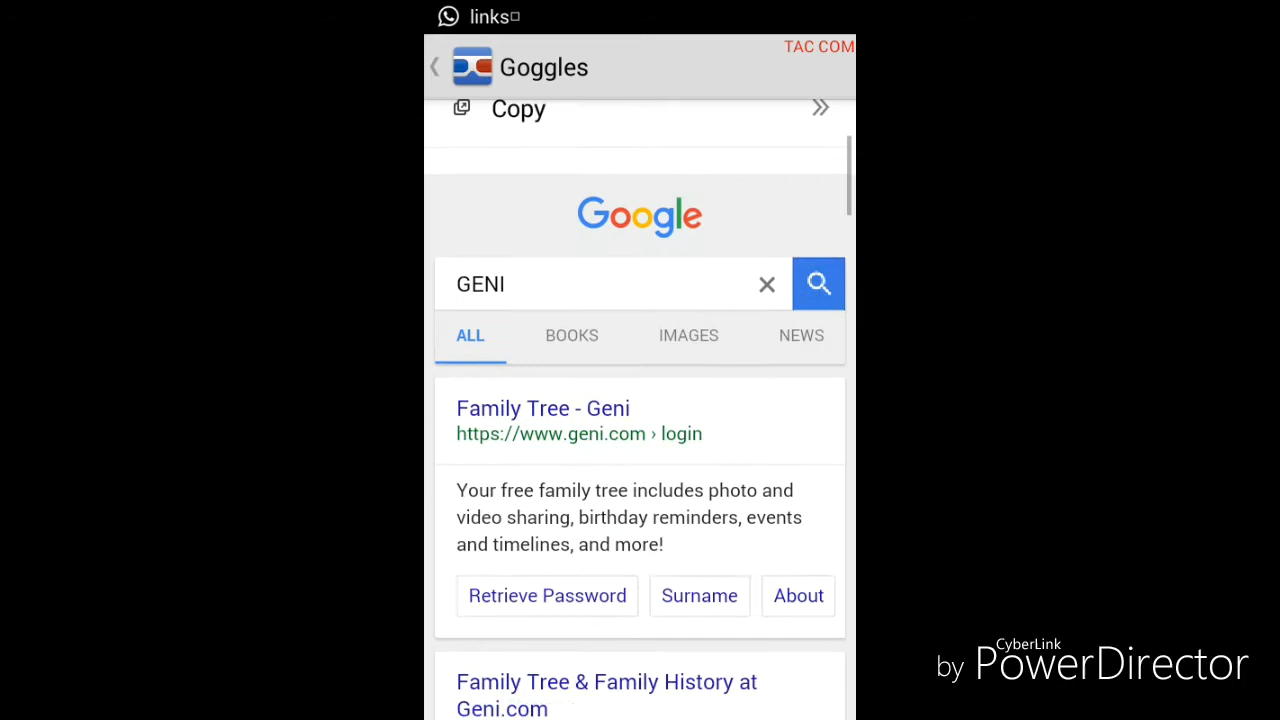 links
TAC COM
Goggles
Copy
Google
GENI
ALL BOOKS IMAGES NEWS
Family Tree - Geni
https://www.geni.com › login
Your free family tree includes photo and
video sharing, birthday reminders, events
and timelines, and more!
Retrieve Password Surname About
Family Tree & Family History at
Geni.com
CyberLink
by PowerDirector